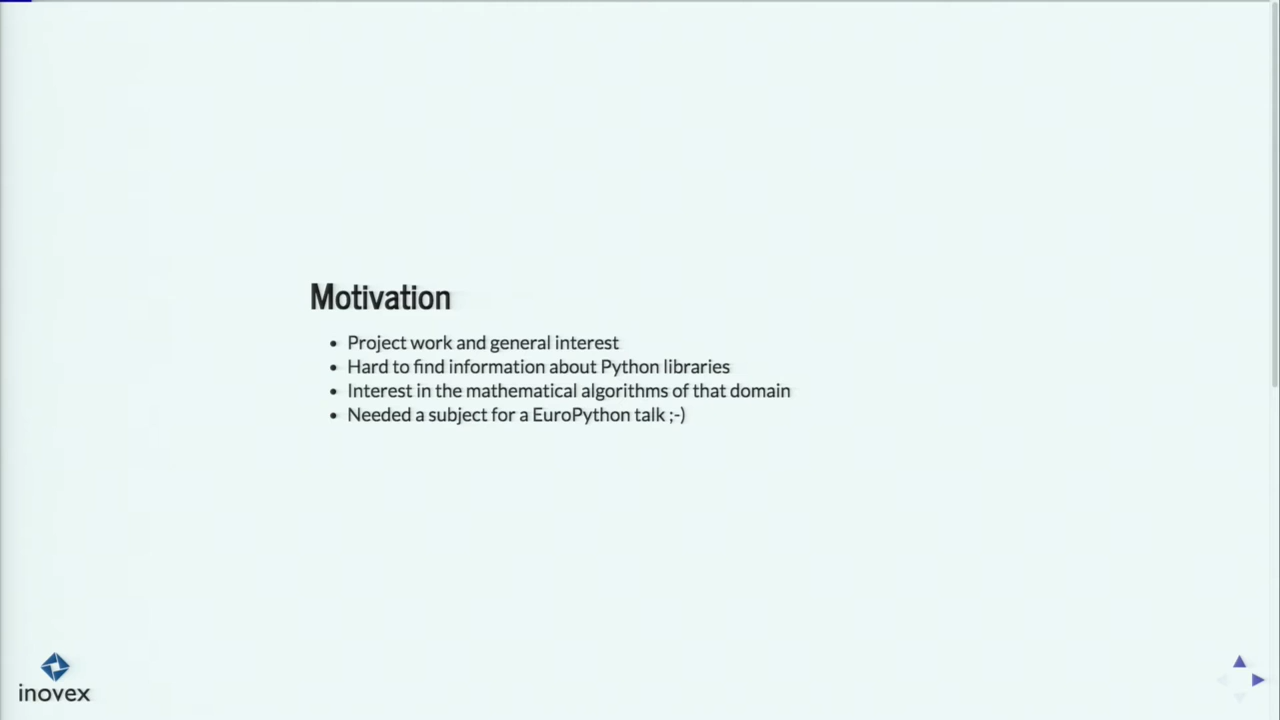 Motivation
• Project work and general interest
• Hard to find information about Python libraries
• Interest in the mathematical algorithms of that domain
• Needed a subject for a EuroPython talk ;-)
inovex